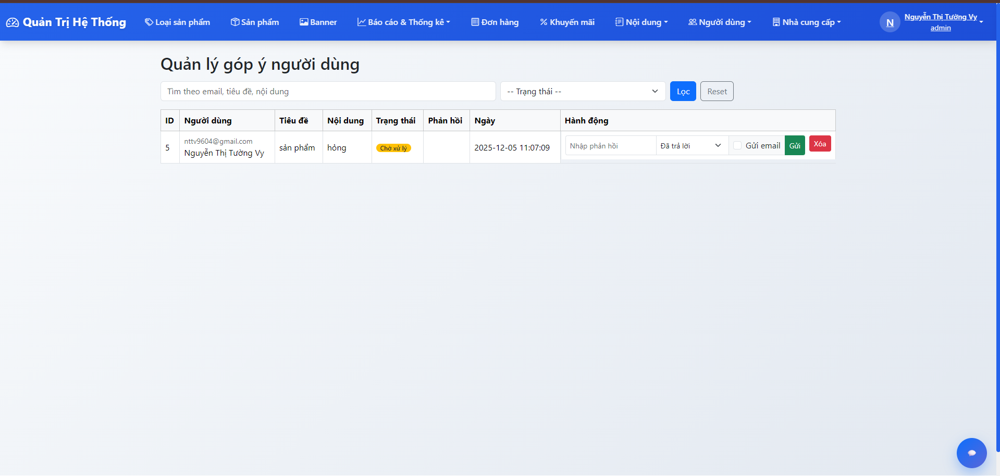 Quản Trị Hệ Thống
Loại sản phẩm
Sản phẩm
Banner
Báo cáo & Thống kê
Đơn hàng
Khuyến mãi
Nội dung
Người dùng
Nhà cung cấp
N
Nguyễn Thị Tường Vy
admin
Quản lý góp ý người dùng
Tìm theo email, tiêu đề, nội dung
-- Trạng thái --
Lọc
Reset
ID Người dùng Tiêu đề Nội dung Trạng thái Phản hồi Ngày Hành động
5
nttv9604@gmail.com
Nguyễn Thị Tường Vy
sản phẩm
hỏng
Chờ xử lý
2025-12-05 11:07:09
Nhập phản hồi
Đã trả lời
Gửi email
Gửi
Xóa